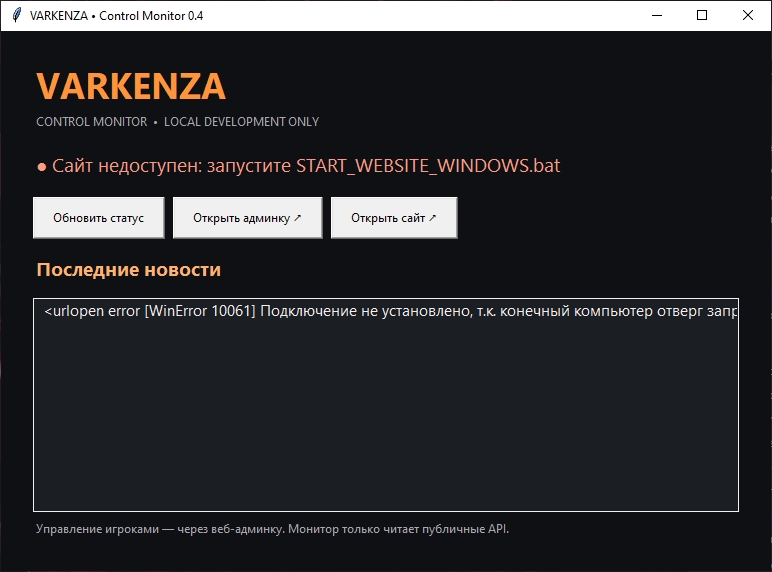 VARKENZA • Control Monitor 0.4
VARKENZA
CONTROL MONITOR • LOCAL DEVELOPMENT ONLY
● Сайт недоступен: запустите START_WEBSITE_WINDOWS.bat
Обновить статус
Открыть админку ↗
Открыть сайт ↗
Последние новости
<urlopen error [WinError 10061] Подключение не установлено, т.к. конечный компьютер отверг запр
Управление игроками — через веб-админку. Монитор только читает публичные API.